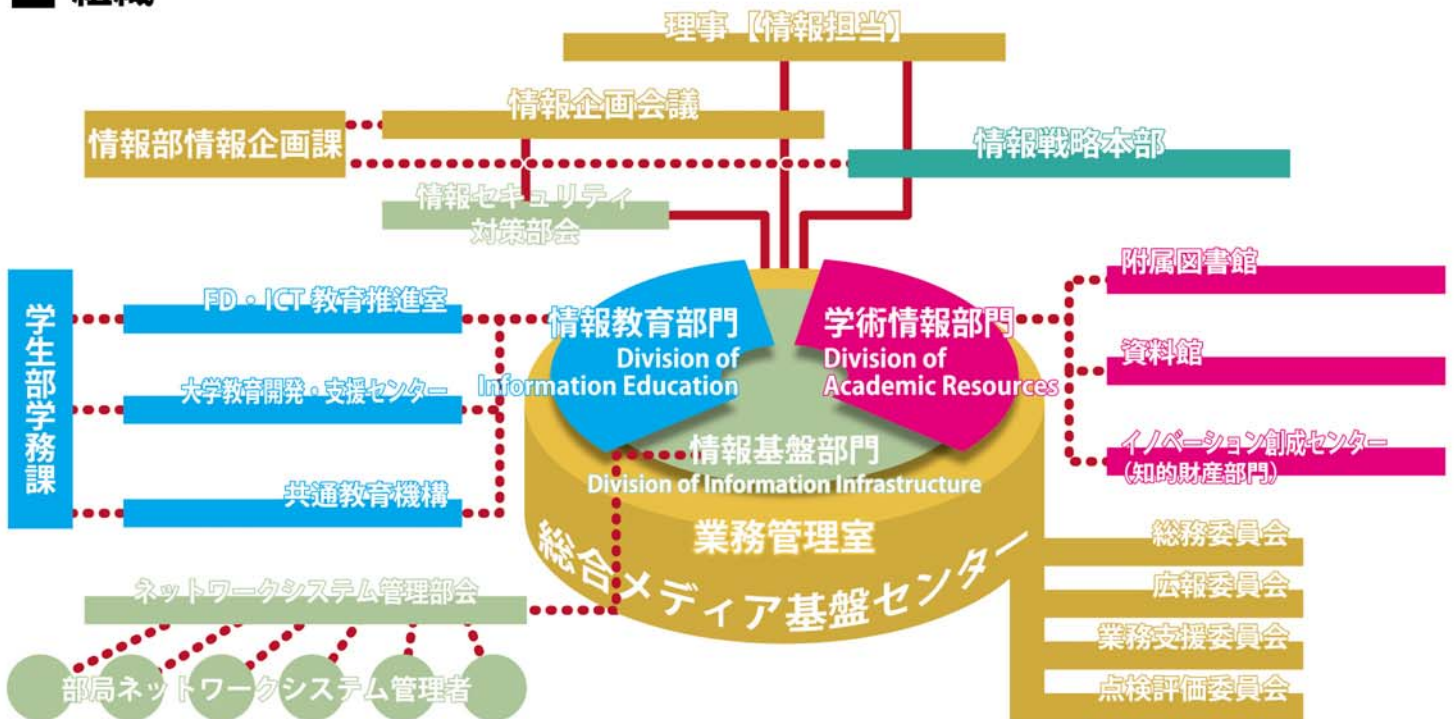 組織
理事【情報担当】
情報企画会議
情報部情報企画課
情報戦略本部
情報セキュリティ
対策部会
学生部学務課
FD・ICT 教育推進室
大学教育開発・支援センター
共通教育機構
情報教育部門
Division of
Information Education
学術情報部門
Division of
Academic Resources
情報基盤部門
Division of Information Infrastructure
業務管理室
総合メディア基盤センター
附属図書館
資料館
イノベーション創成センター
(知的財産部門)
総務委員会
広報委員会
業務支援委員会
点検評価委員会
ネットワークシステム管理部会
部局ネットワークシステム管理者